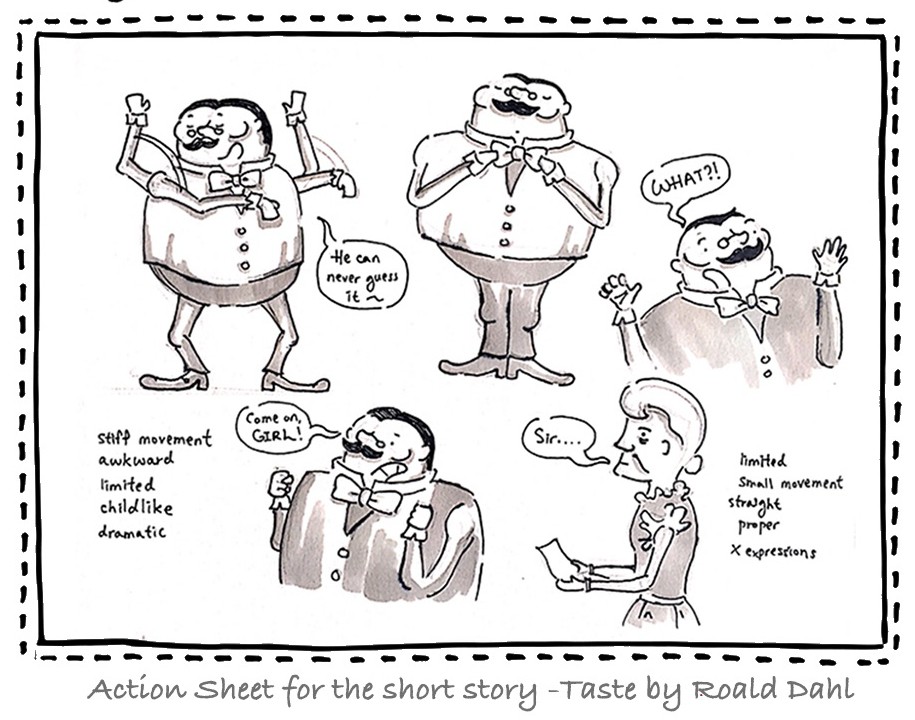 He can
never guess
it ~
WHAT?!
Come on,
GIRL!
Sir....
stiff movement
awkward
limited
childlike
dramatic
limited
small movement
straight
proper
x expressions
Action Sheet for the short story -Taste by Roald Dahl